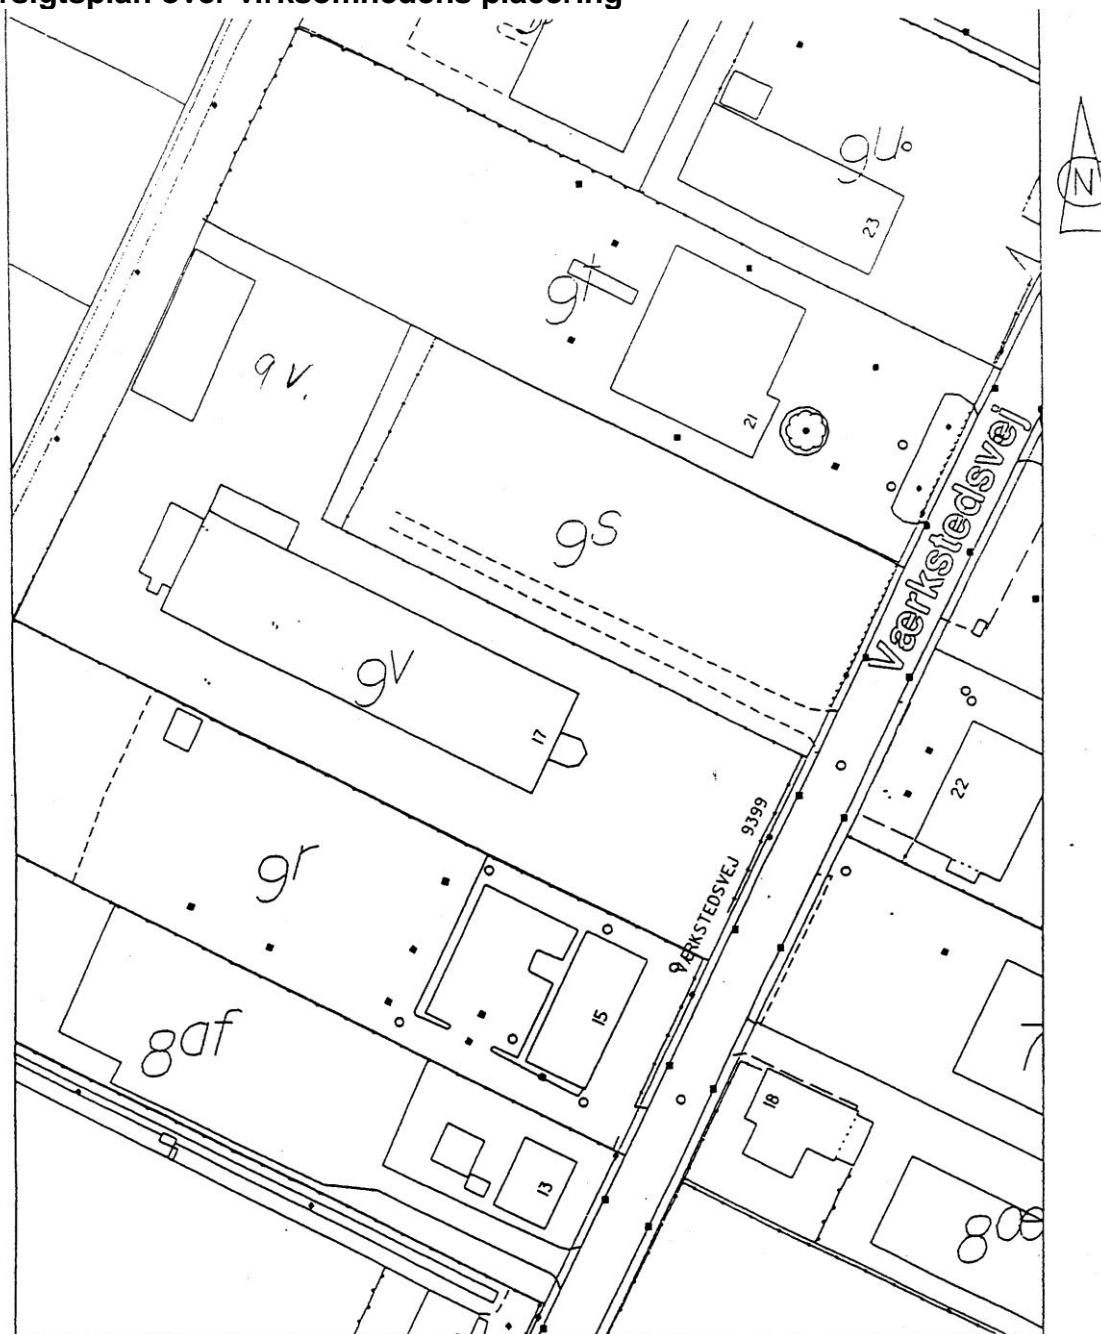 rsigtsplan over virksomhedens placering
9u.
N
23
9t
21
9v.
Værkstedsvej
9s
9v
17
22
VÆRKSTEDSVEJ 9399
9r
15
8af
7
18
13
8ae